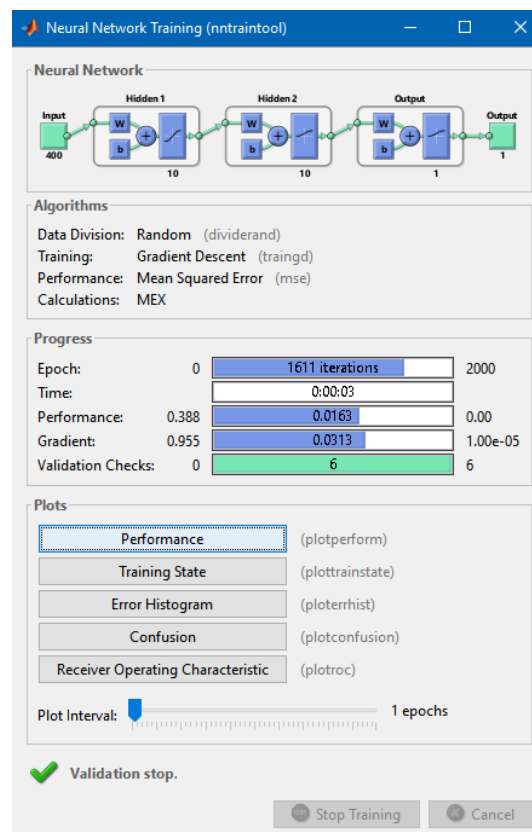 Neural Network Training (nntraintool)
Neural Network
Hidden 1 Hidden 2 Output
Input Output
W W W
b b b
400 10 10 1 1
Algorithms
Data Division: Random (dividerand)
Training: Gradient Descent (traingd)
Performance: Mean Squared Error (mse)
Calculations: MEX
Progress
Epoch: 0 1611 iterations 2000
Time: 0:00:03
Performance: 0.388 0.0163 0.00
Gradient: 0.955 0.0313 1.00e-05
Validation Checks: 0 6 6
Plots
Performance (plotperform)
Training State (plottrainstate)
Error Histogram (ploterrhist)
Confusion (plotconfusion)
Receiver Operating Characteristic (plotroc)
Plot Interval: 1 epochs
Validation stop.
Stop Training Cancel